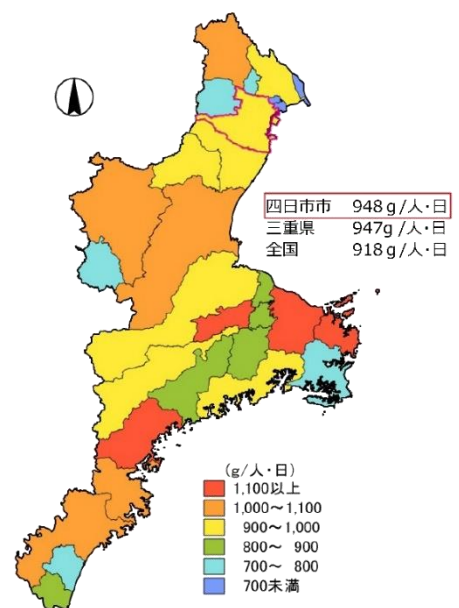 四日市市 948g/人・日
三重県 947g/人・日
全国 918g/人・日
(g/人・日)
1,100以上
1,000～1,100
900～1,000
800～ 900
700～ 800
700未満